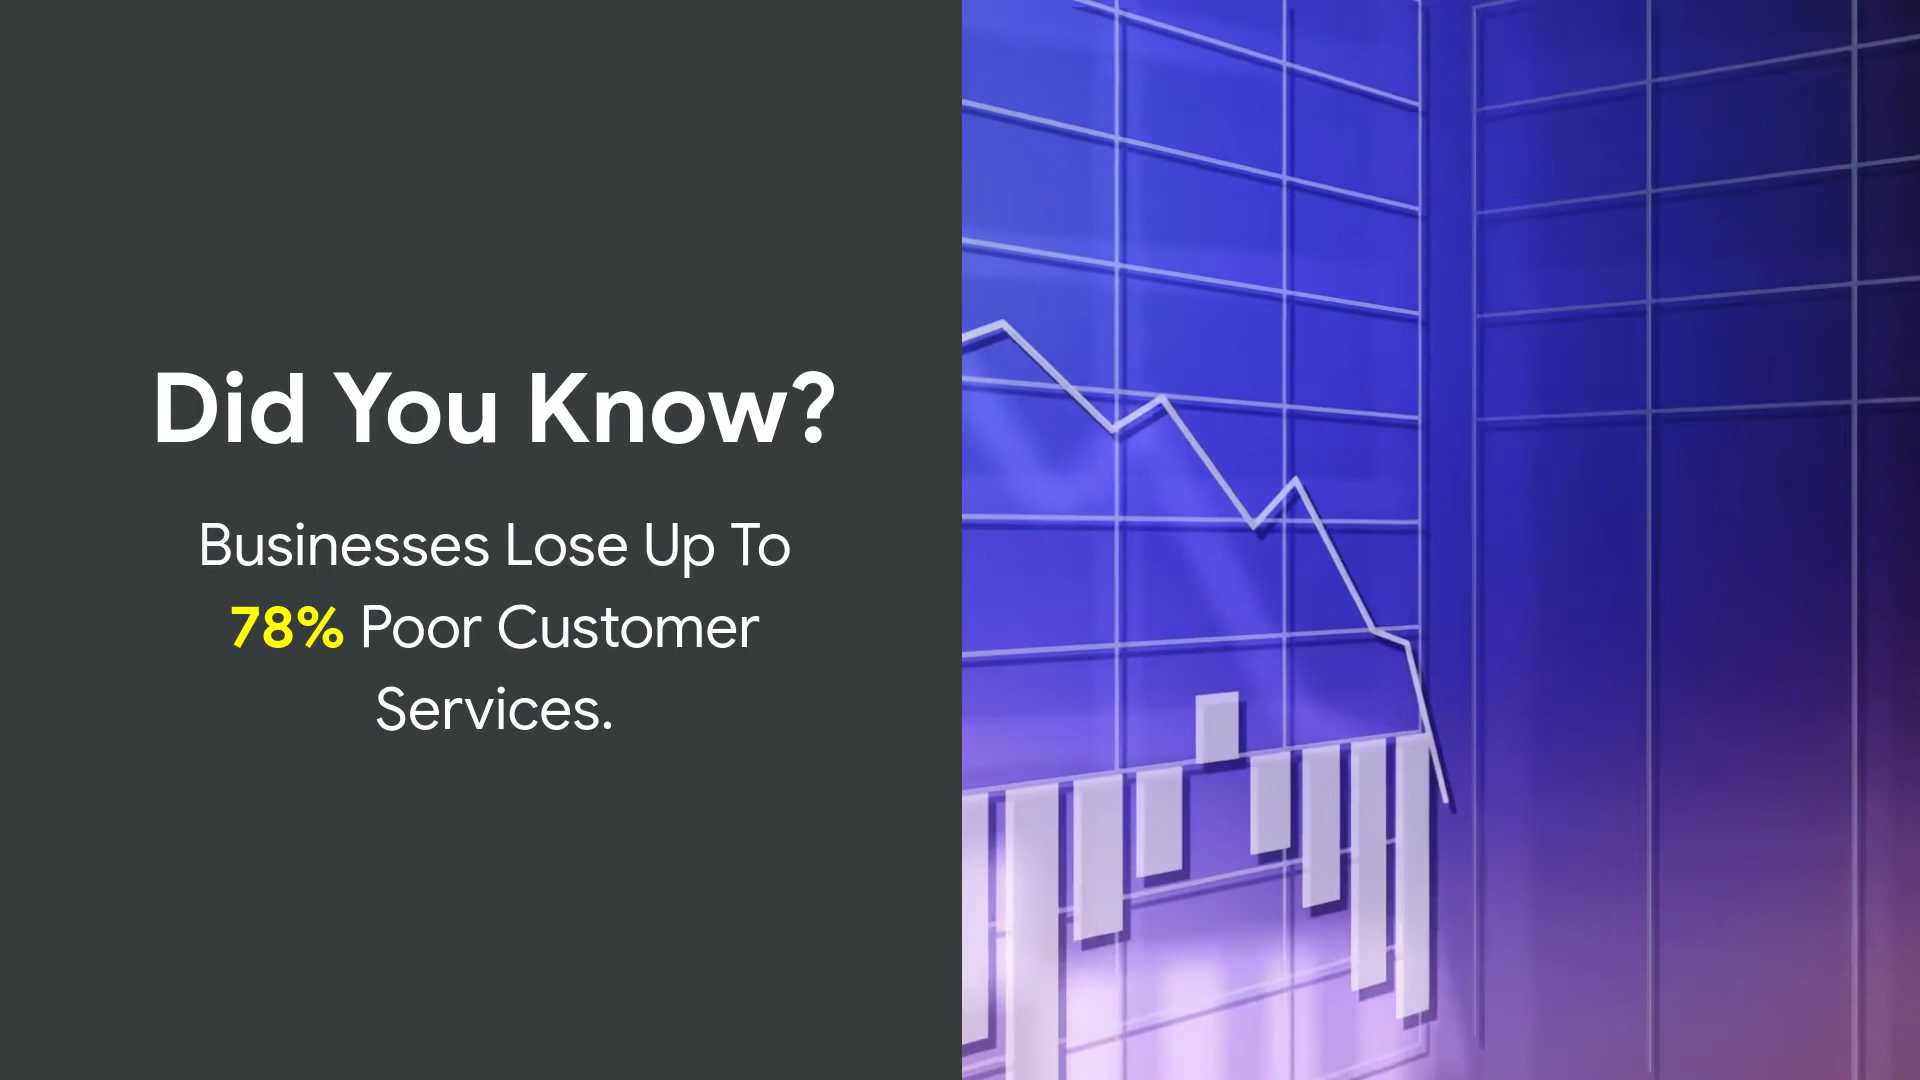 Did You Know?
Businesses Lose Up To
78% Poor Customer
Services.